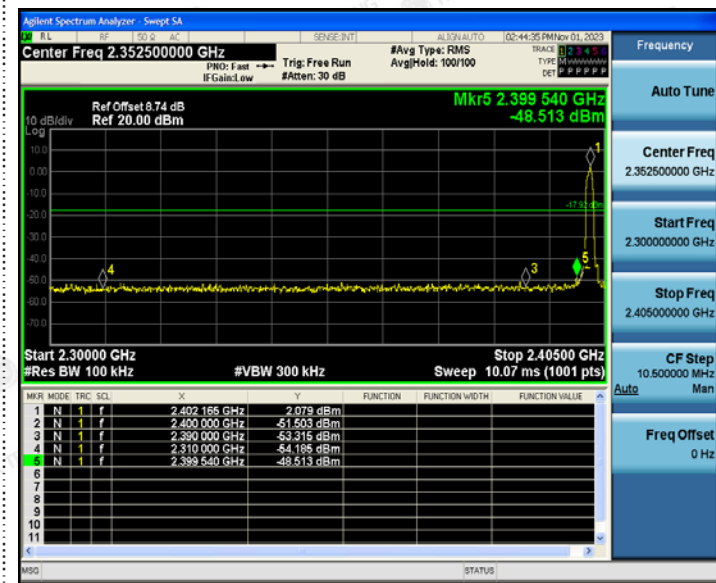 Agilent Spectrum Analyzer - Swept SA
RL RF 50 Ω AC SENSE:INT ALIGN AUTO 02:44:35 PM Nov 01, 2023
Center Freq 2.352500000 GHz
PNO: Fast
IFGain:Low
Trig: Free Run
#Atten: 30 dB
#Avg Type: RMS
Avg|Hold: 100/100
TRACE 1 2 3 4 5 6
TYPE M
DET P P P P P P
Ref Offset 8.74 dB
10 dB/div Ref 20.00 dBm
Log
Mkr5 2.399 540 GHz
-48.513 dBm
10.0
0.00
-10.0
-20.0
-30.0
-40.0
-50.0
-60.0
-70.0
1
-17.92 dBm
4
3
5
Start 2.30000 GHz Stop 2.40500 GHz
#Res BW 100 kHz #VBW 300 kHz Sweep 10.07 ms (1001 pts)
MKR MODE TRC SCL X Y FUNCTION FUNCTION WIDTH FUNCTION VALUE
1 N 1 f 2.402 165 GHz 2.079 dBm
2 N 1 f 2.400 000 GHz -51.503 dBm
3 N 1 f 2.390 000 GHz -53.315 dBm
4 N 1 f 2.310 000 GHz -54.185 dBm
5 N 1 f 2.399 540 GHz -48.513 dBm
6
7
8
9
10
11
MSG STATUS
Frequency
Auto Tune
Center Freq
2.352500000 GHz
Start Freq
2.300000000 GHz
Stop Freq
2.405000000 GHz
CF Step
10.500000 MHz
Auto Man
Freq Offset
0 Hz